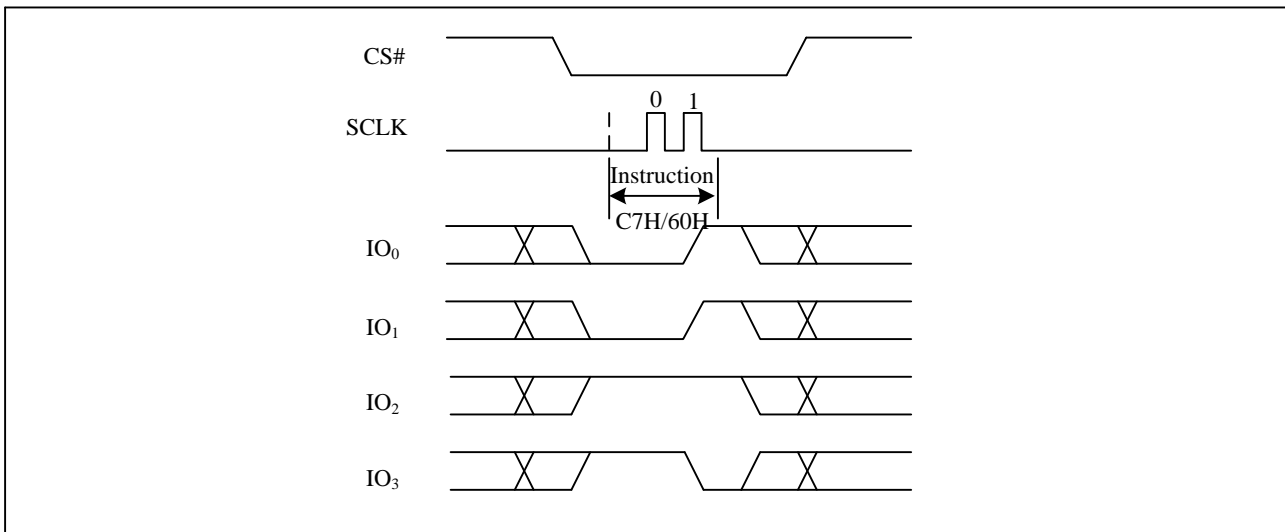 CS#
0 1
SCLK
Instruction
C7H/60H
IO₀
IO₁
IO₂
IO₃